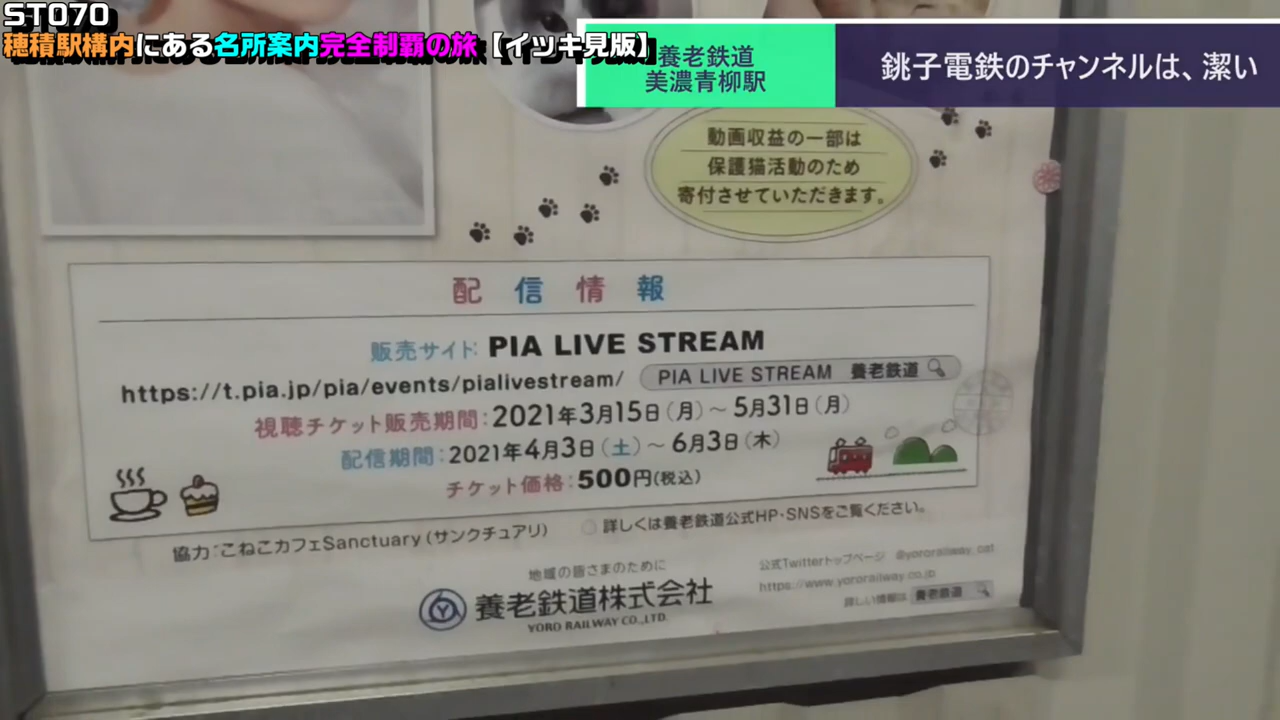 ST070
穂積駅構内にある名所案内完全制覇の旅【イツキ見版】
養老鉄道
美濃青柳駅
銚子電鉄のチャンネルは、潔い
動画収益の一部は
保護猫活動のため
寄付させていただきます。
配信情報
販売サイト: PIA LIVE STREAM
https://t.pia.jp/pia/events/pialivestream/ PIA LIVE STREAM 養老鉄道
視聴チケット販売期間:2021年3月15日(月)~5月31日(月)
配信期間:2021年4月3日(土)~6月3日(木)
チケット価格:500円(税込)
協力:こねこカフェSanctuary(サンクチュアリ)
詳しくは養老鉄道公式HP・SNSをご覧ください。
地域の皆さまのために
養老鉄道株式会社
YORO RAILWAY CO.,LTD.
公式Twitterトップページ @yororailway_cat
https://www.yororailway.co.jp
詳しい情報は 養老鉄道